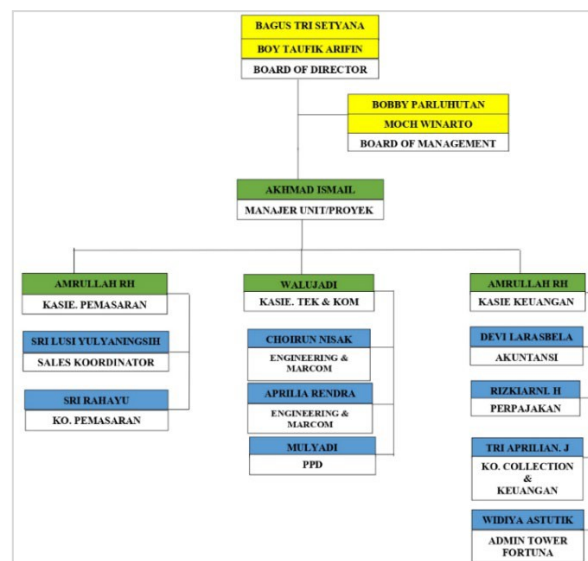 BAGUS TRI SETYANA
BOY TAUFIK ARIFIN
BOARD OF DIRECTOR
BOBBY PARLUHUTAN
MOCH WINARTO
BOARD OF MANAGEMENT
AKHMAD ISMAIL
MANAJER UNIT/PROYEK
AMRULLAH RH
KASIE. PEMASARAN
SRI LUSI YULYANINGSIH
SALES KOORDINATOR
SRI RAHAYU
KO. PEMASARAN
WALUJADI
KASIE. TEK & KOM
CHOIRUN NISAK
ENGINEERING &
MARCOM
APRILIA RENDRA
ENGINEERING &
MARCOM
MULYADI
PPD
AMRULLAH RH
KASIE KEUANGAN
DEVI LARASBELA
AKUNTANSI
RIZKIARNI. H
PERPAJAKAN
TRI APRILIAN. J
KO. COLLECTION
&
KEUANGAN
WIDIYA ASTUTIK
ADMIN TOWER
FORTUNA